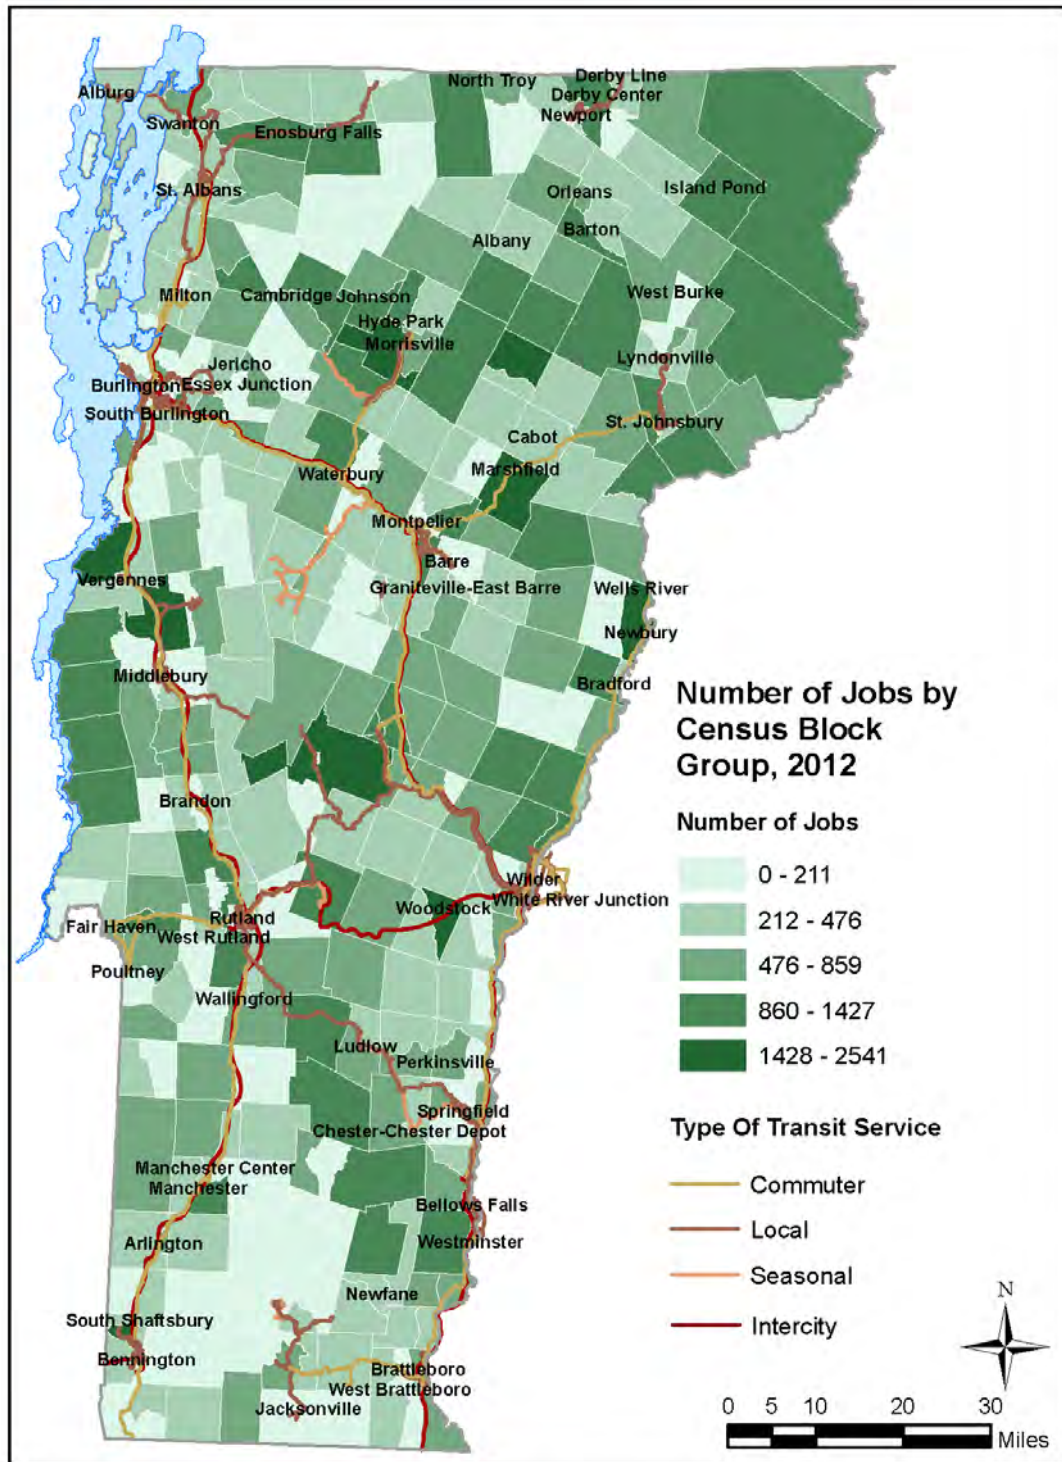 North Troy
Derby Line
Derby Center
Newport
Alburg
Swanton
Enosburg Falls
St. Albans
Orleans
Island Pond
Barton
Albany
Milton
Cambridge
Johnson
West Burke
Hyde Park
Morrisville
Lyndonville
Jericho
Burlington
Essex Junction
South Burlington
St. Johnsbury
Cabot
Waterbury
Marshfield
Montpelier
Barre
Vergennes
Graniteville-East Barre
Wells River
Newbury
Middlebury
Bradford
Brandon
Wilder
Woodstock
White River Junction
Rutland
Fair Haven
West Rutland
Poultney
Wallingford
Ludlow
Perkinsville
Springfield
Chester-Chester Depot
Manchester Center
Manchester
Bellows Falls
Arlington
Westminster
Newfane
South Shaftsbury
Bennington
Brattleboro
West Brattleboro
Jacksonville
Number of Jobs by
Census Block
Group, 2012
Number of Jobs
0 - 211
212 - 476
476 - 859
860 - 1427
1428 - 2541
Type Of Transit Service
Commuter
Local
Seasonal
Intercity
N
0 5 10 20 30
Miles